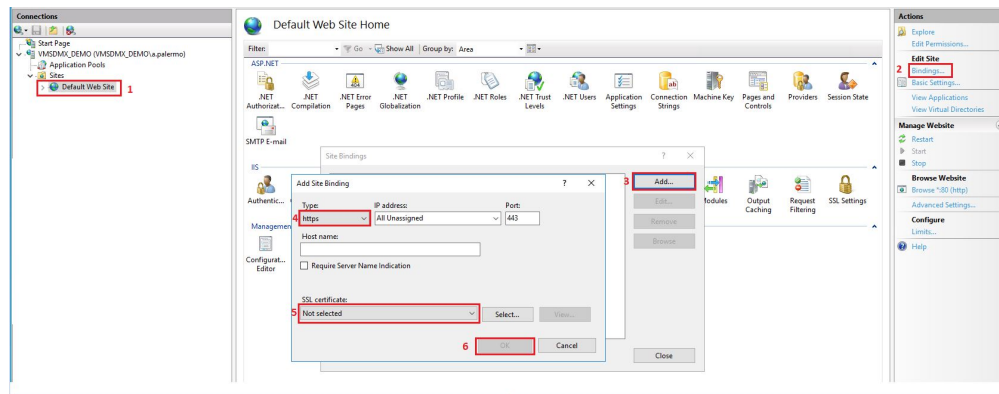 Connections
Start Page
VMSDMX_DEMO (VMSDMX_DEMO\a.palermo)
Application Pools
Sites
Default Web Site
1
Default Web Site Home
Filter:
Go
Show All
Group by: Area
ASP.NET
.NET Authorizat...
.NET Compilation
.NET Error Pages
.NET Globalization
.NET Profile
.NET Roles
.NET Trust Levels
.NET Users
Application Settings
Connection Strings
Machine Key
Pages and Controls
Providers
Session State
SMTP E-mail
IIS
Authentic...
Modules
Output Caching
Request Filtering
SSL Settings
Managemen
Configurat... Editor
Site Bindings
? X
3
Add...
Edit...
Remove
Browse
Close
Add Site Binding
? X
Type:
IP address:
Port:
4
https
All Unassigned
443
Host name:
Require Server Name Indication
SSL certificate:
5
Not selected
Select...
View...
6
OK
Cancel
Actions
Explore
Edit Permissions...
Edit Site
2
Bindings...
Basic Settings...
View Applications
View Virtual Directories
Manage Website
Restart
Start
Stop
Browse Website
Browse *:80 (http)
Advanced Settings...
Configure
Limits...
Help